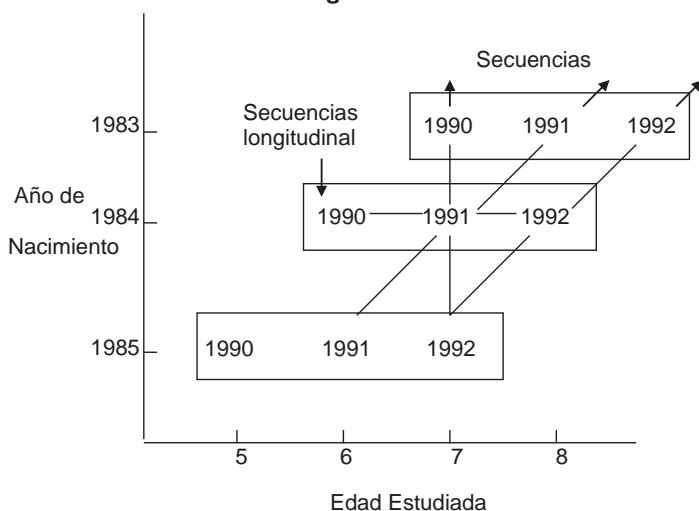 Secuencias
Secuencias
longitudinal
1983
1990 1991 1992
Año de
1984
1990 1991 1992
Nacimiento
1985
1990 1991 1992
5 6 7 8
Edad Estudiada